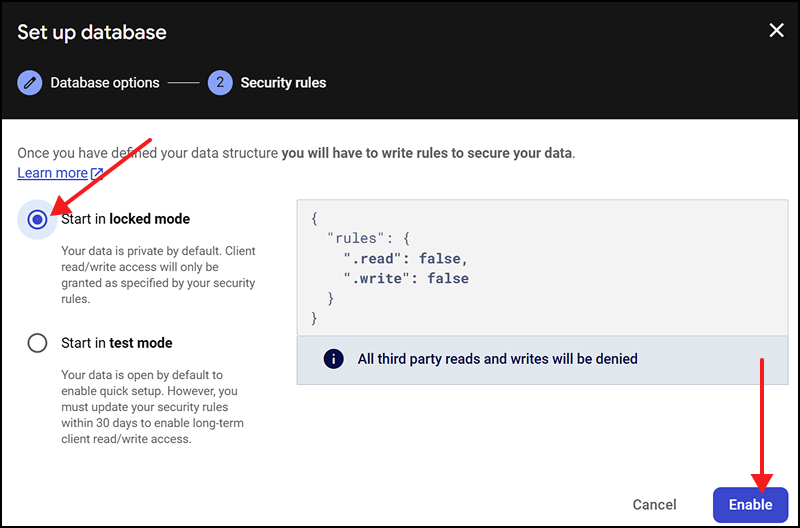 Set up database
Database options
2 Security rules
Once you have defined your data structure you will have to write rules to secure your data.
Learn more
Start in locked mode
Your data is private by default. Client
read/write access will only be
granted as specified by your security
rules.
Start in test mode
Your data is open by default to
enable quick setup. However, you
must update your security rules
within 30 days to enable long-term
client read/write access.
{
  "rules": {
    ".read": false,
    ".write": false
  }
}
All third party reads and writes will be denied
Cancel
Enable